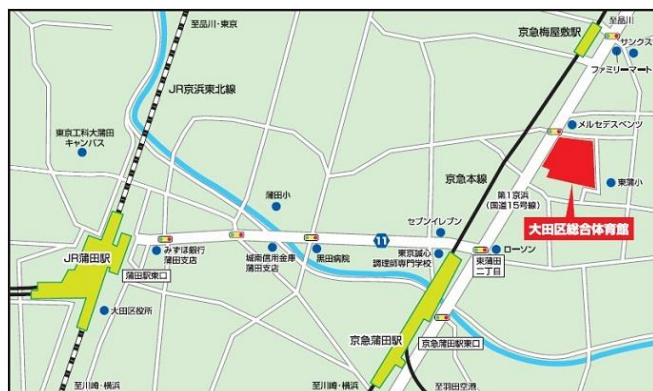 至品川・東京
JR京浜東北線
東京工科大蒲田
キャンパス
京急梅屋敷駅
至品川
サンクス
ファミリーマート
メルセデスベンツ
京急本線
第1京浜
(国道15号線)
東蒲小
大田区総合体育館
蒲田小
セブンイレブン
11
ローソン
東蒲田
二丁目
JR蒲田駅
蒲田駅東口
みずほ銀行
蒲田支店
城南信用金庫
蒲田支店
黒田病院
東京誠心
調理師専門学校
大田区役所
京急蒲田駅
京急蒲田駅東口
至川崎・横浜
至川崎・横浜
至羽田空港